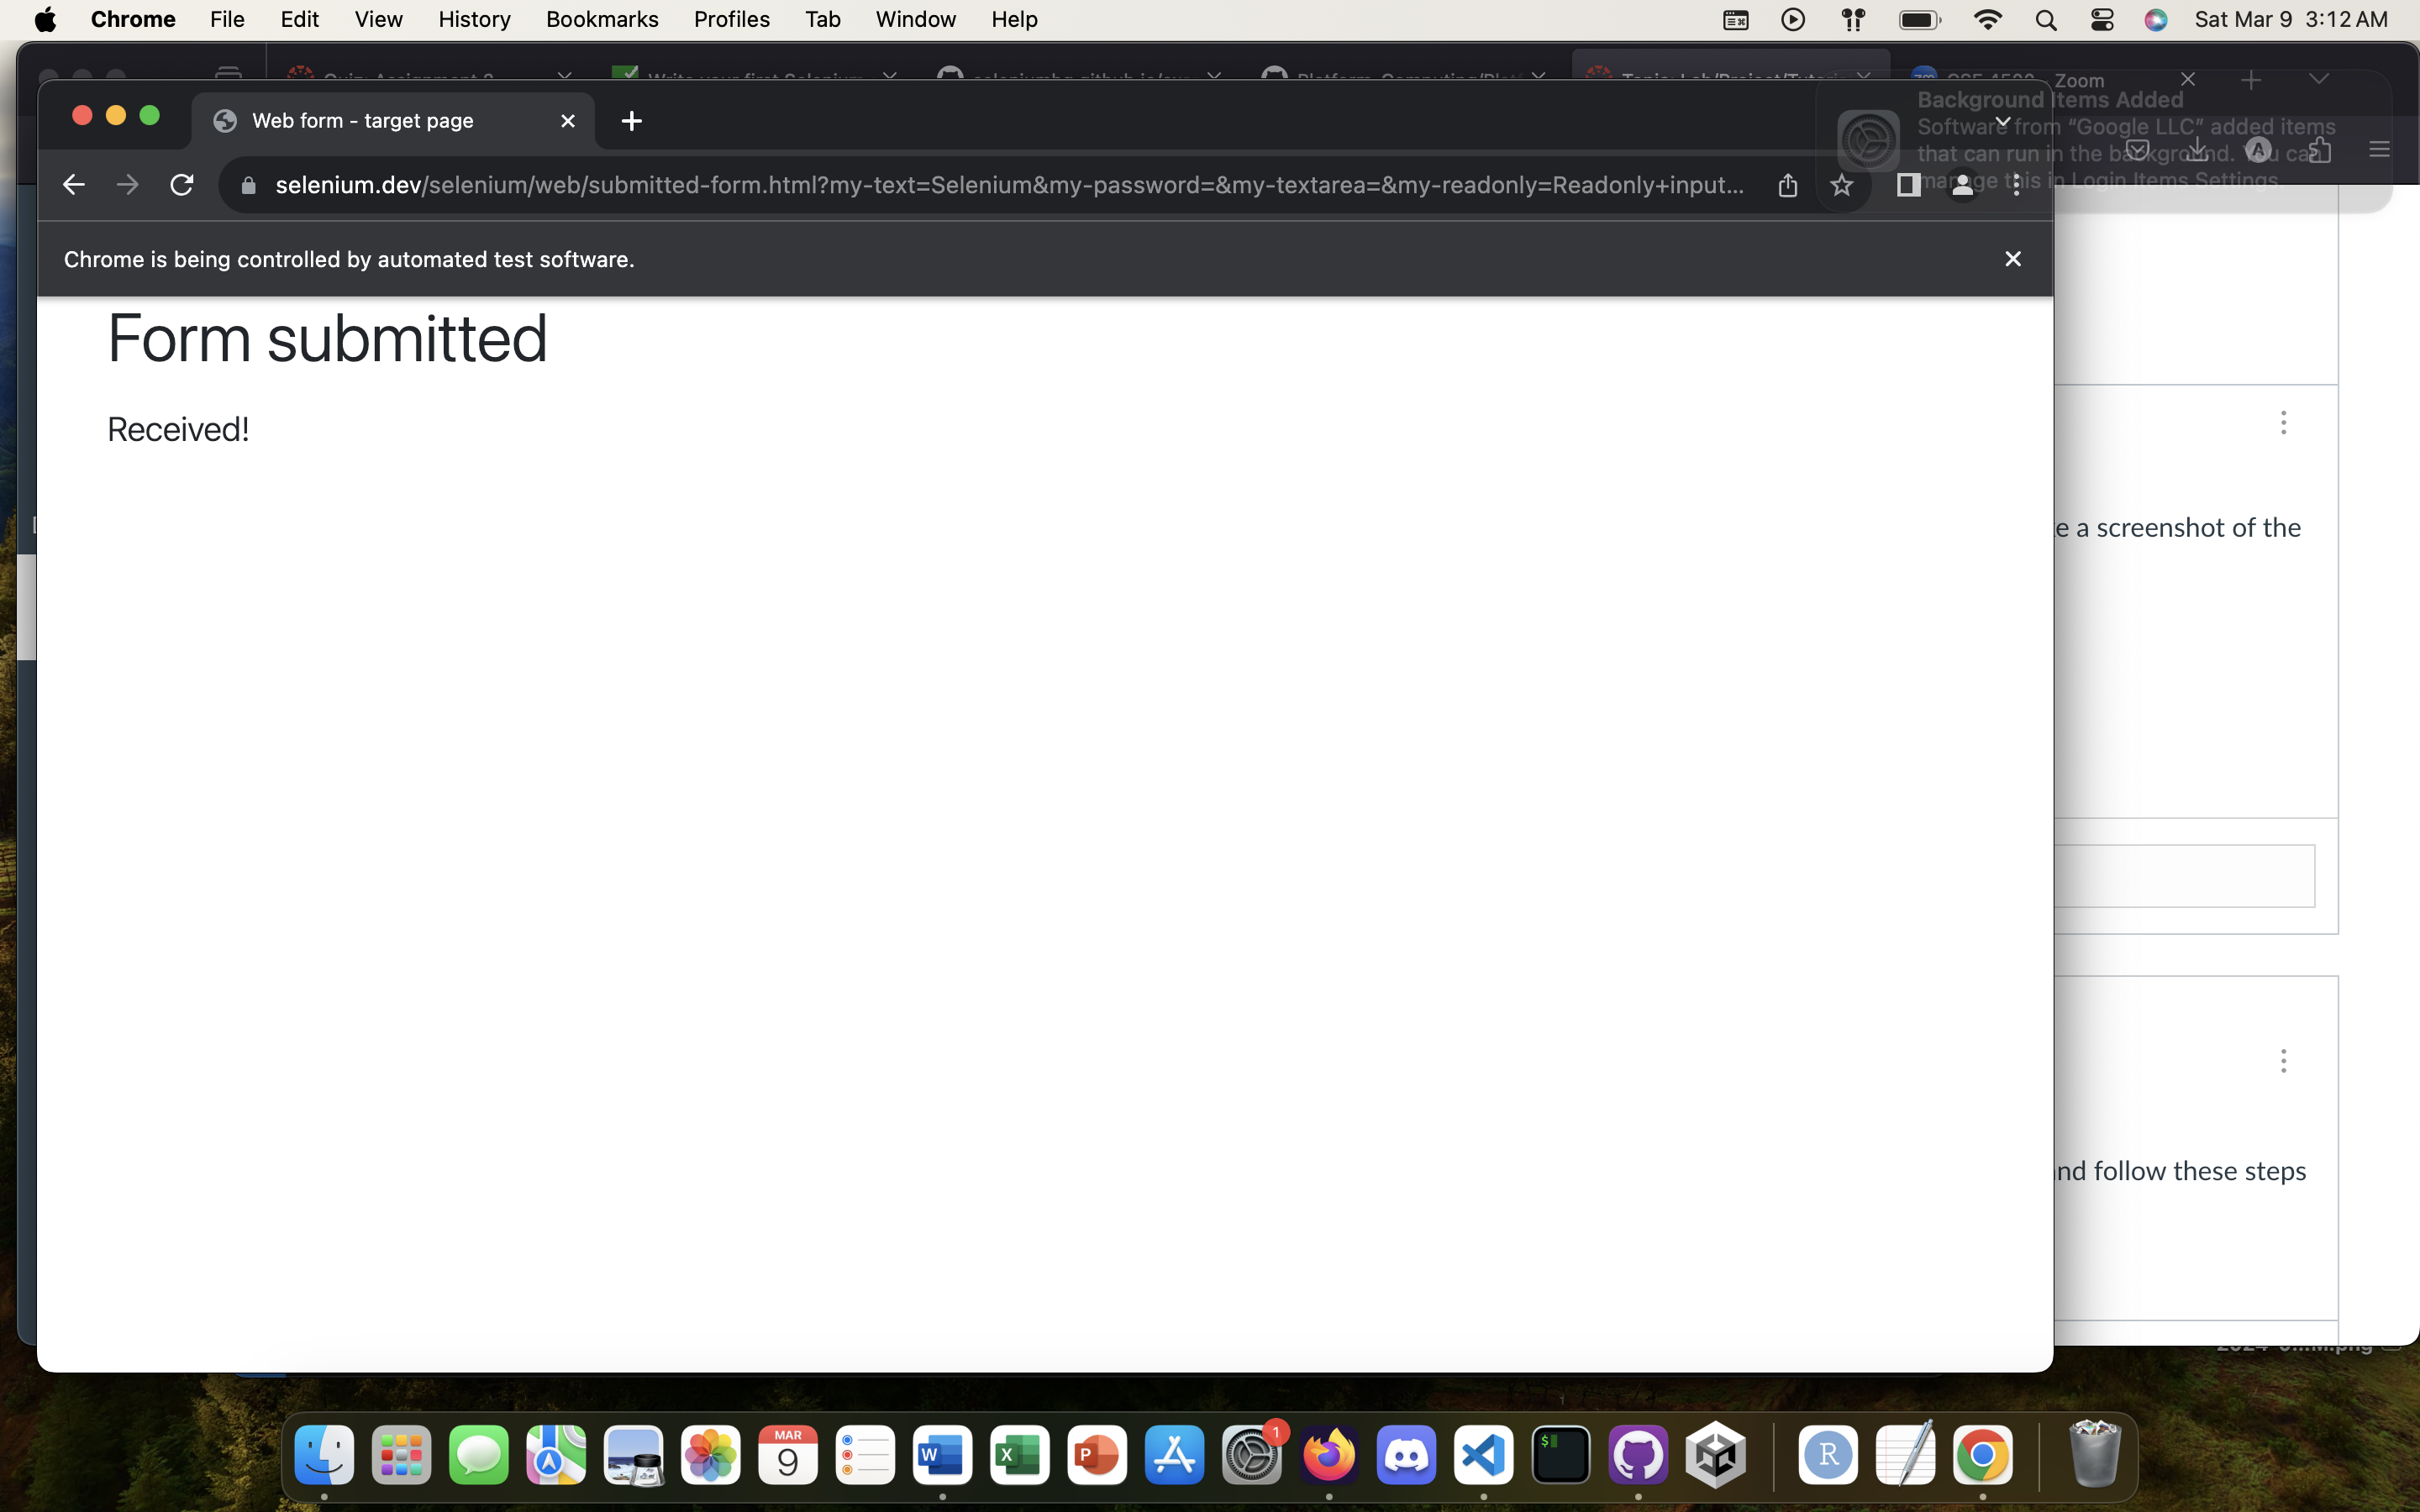 Chrome File Edit View History Bookmarks Profiles Tab Window Help Sat Mar 9 3:12 AM
Zoom
Web form - target page
Background Items Added
Software from “Google LLC” added items
that can run in the background. You can
manage this in Login Items Settings.
selenium.dev/selenium/web/submitted-form.html?my-text=Selenium&my-password=&my-textarea=&my-readonly=Readonly+input...
Chrome is being controlled by automated test software.
Form submitted
Received!
a screenshot of the
follow these steps
MAR
9
1
W
X
P
$
R